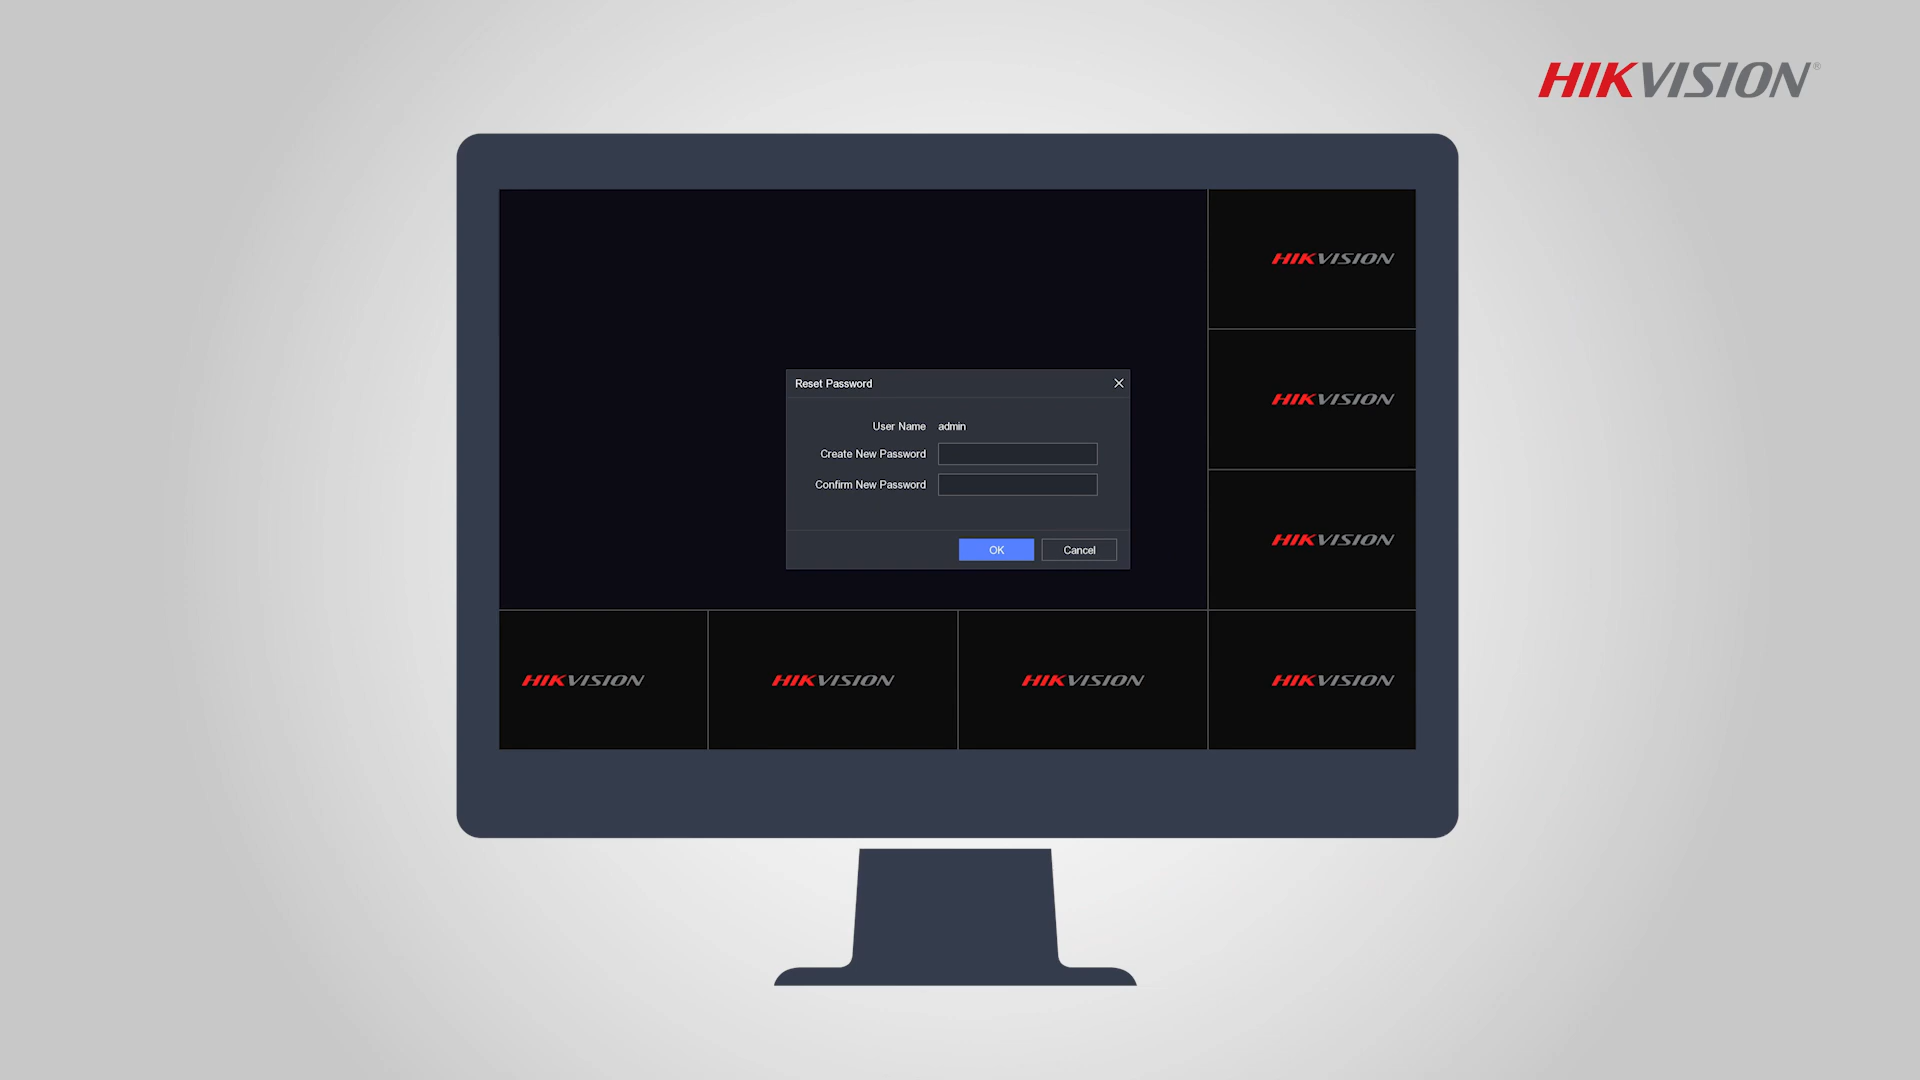 HIKVISION®
HIKVISION
HIKVISION
Reset Password
User Name admin
Create New Password
Confirm New Password
HIKVISION
OK Cancel
HIKVISION HIKVISION HIKVISION HIKVISION